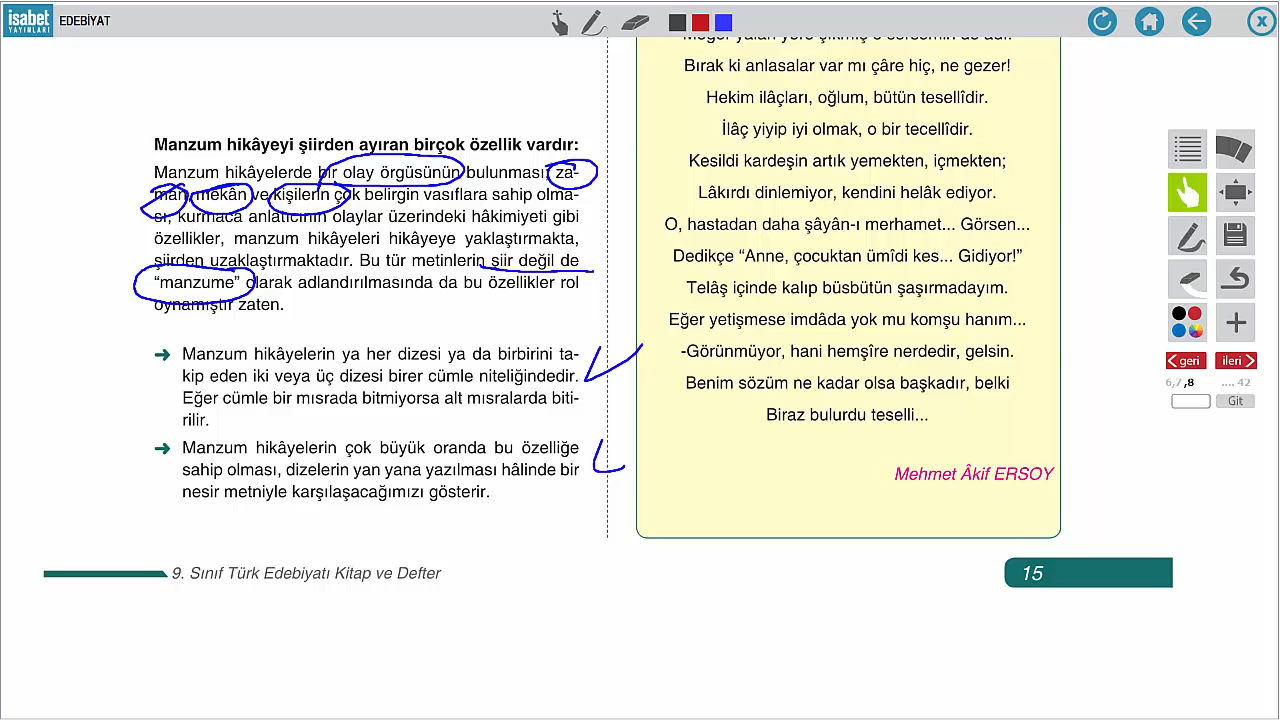 isabet
YAYINLARI
EDEBİYAT
x
Manzum hikâyeyi şiirden ayıran birçok özellik vardır:
Manzum hikâyelerde bir olay örgüsünün bulunması, za-
man, mekân ve kişilerin çok belirgin vasıflara sahip olma-
sı, kurmaca anlatıcının olaylar üzerindeki hâkimiyeti gibi
özellikler, manzum hikâyeleri hikâyeye yaklaştırmakta,
şiirden uzaklaştırmaktadır. Bu tür metinlerin şiir değil de
“manzume” olarak adlandırılmasında da bu özellikler rol
oynamıştır zaten.
Manzum hikâyelerin ya her dizesi ya da birbirini ta-
kip eden iki veya üç dizesi birer cümle niteliğindedir.
Eğer cümle bir mısrada bitmiyorsa alt mısralarda biti-
rilir.
Manzum hikâyelerin çok büyük oranda bu özelliğe
sahip olması, dizelerin yan yana yazılması hâlinde bir
nesir metniyle karşılaşacağımızı gösterir.
Bırak ki anlasalar var mı çâre hiç, ne gezer!
Hekim ilâçları, oğlum, bütün tesellîdir.
İlâç yiyip iyi olmak, o bir tecellîdir.
Kesildi kardeşin artık yemekten, içmekten;
Lâkırdı dinlemiyor, kendini helâk ediyor.
O, hastadan daha şâyân-ı merhamet... Görsen...
Dedikçe “Anne, çocuktan ümîdi kes... Gidiyor!”
Telâş içinde kalıp büsbütün şaşırmadayım.
Eğer yetişmese imdâda yok mu komşu hanım...
-Görünmüyor, hani hemşîre nerdedir, gelsin.
Benim sözüm ne kadar olsa başkadır, belki
Biraz bulurdu teselli...
Mehmet Âkif ERSOY
9. Sınıf Türk Edebiyatı Kitap ve Defter
15
geri
ileri
6,7,8
.... 42
Git